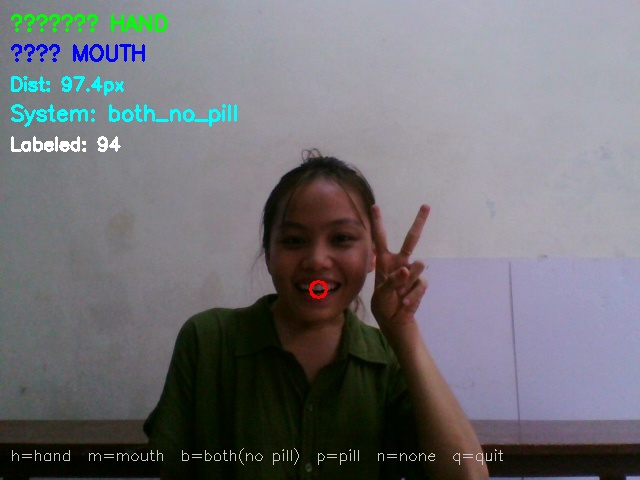 ??????? HAND
???? MOUTH
Dist: 97.4px
System: both_no_pill
Labeled: 94
h=hand m=mouth b=both(no pill) p=pill n=none q=quit